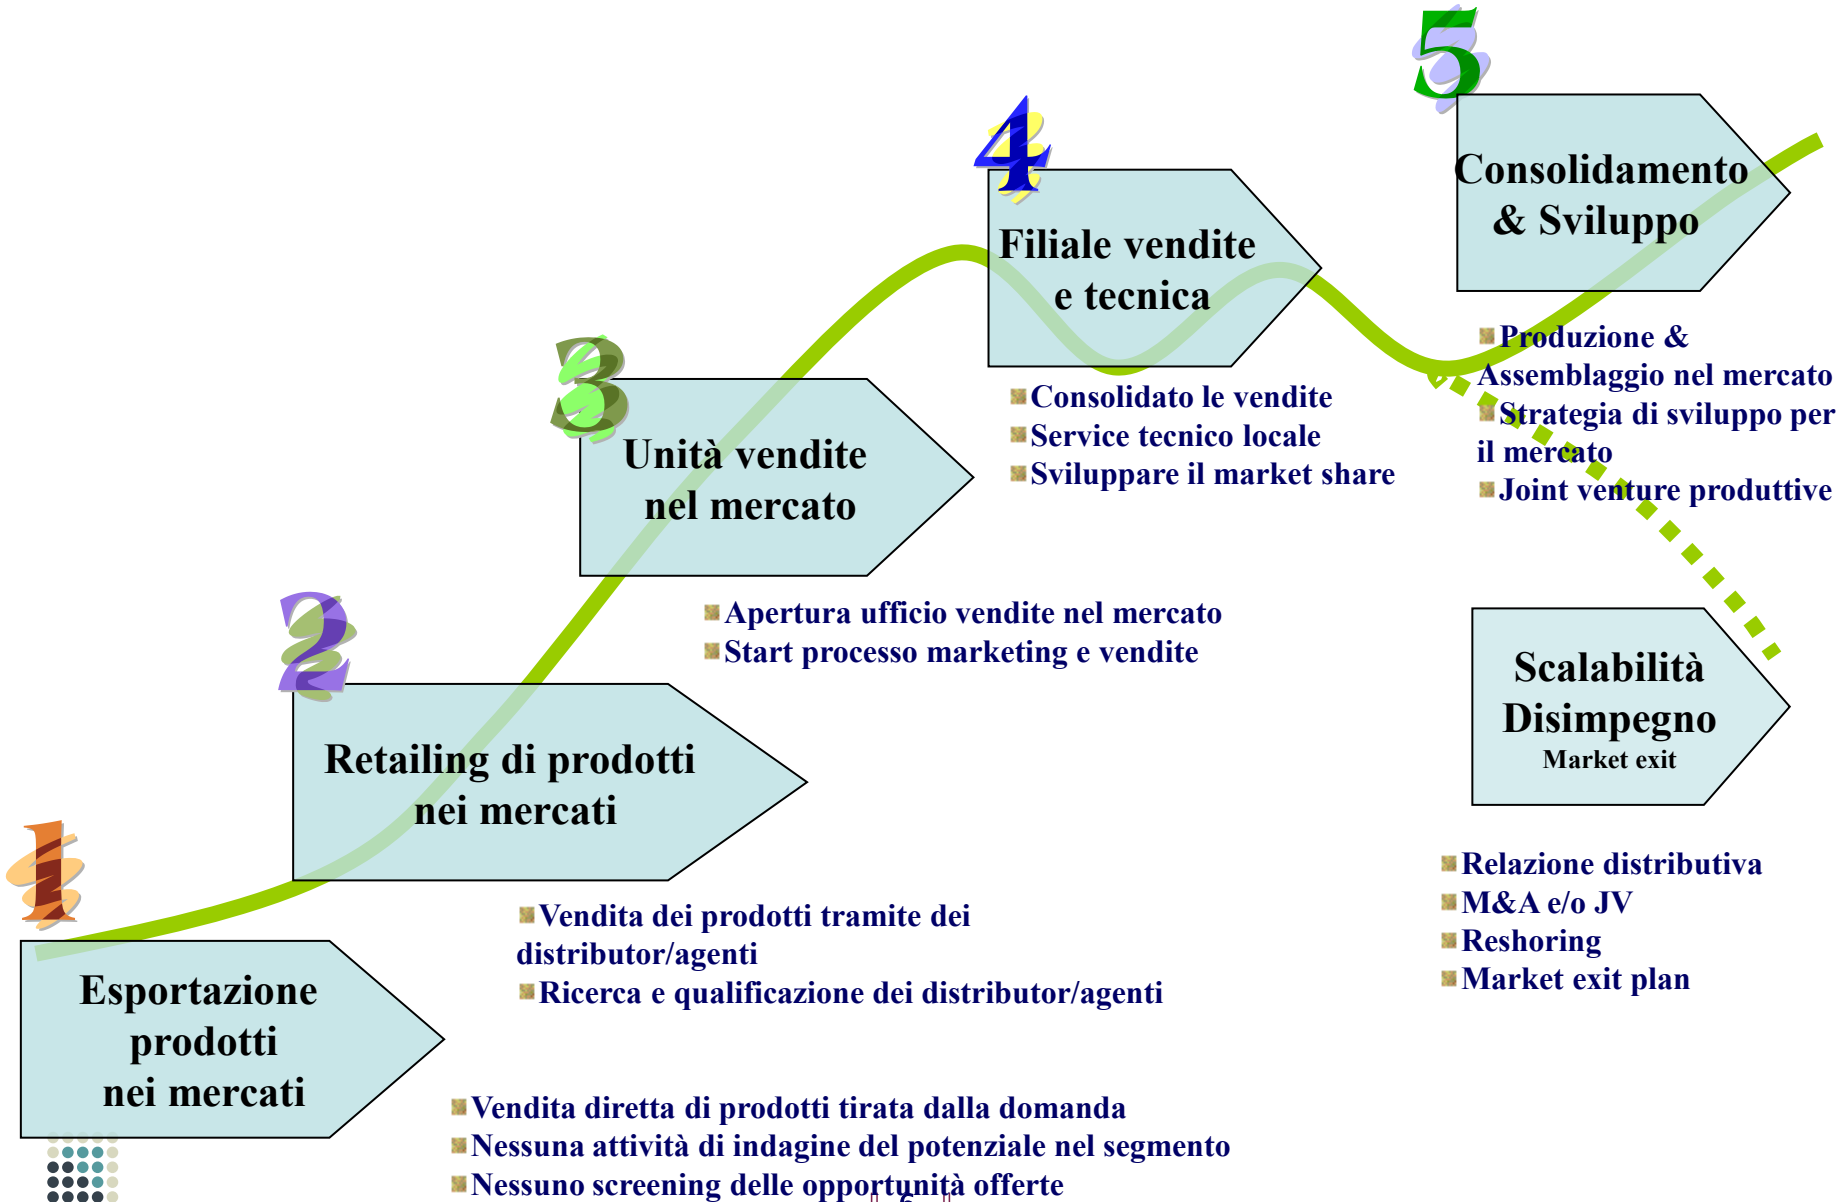 1
Esportazione
prodotti
nei mercati
Vendita diretta di prodotti tirata dalla domanda
Nessuna attività di indagine del potenziale nel segmento
Nessuno screening delle opportunità offerte
2
Retailing di prodotti
nei mercati
Vendita dei prodotti tramite dei
distributor/agenti
Ricerca e qualificazione dei distributor/agenti
3
Unità vendite
nel mercato
Apertura ufficio vendite nel mercato
Start processo marketing e vendite
4
Filiale vendite
e tecnica
Consolidato le vendite
Service tecnico locale
Sviluppare il market share
5
Consolidamento
& Sviluppo
Produzione &
Assemblaggio nel mercato
Strategia di sviluppo per
il mercato
Joint venture produttive
Scalabilità
Disimpegno
Market exit
Relazione distributiva
M&A e/o JV
Reshoring
Market exit plan